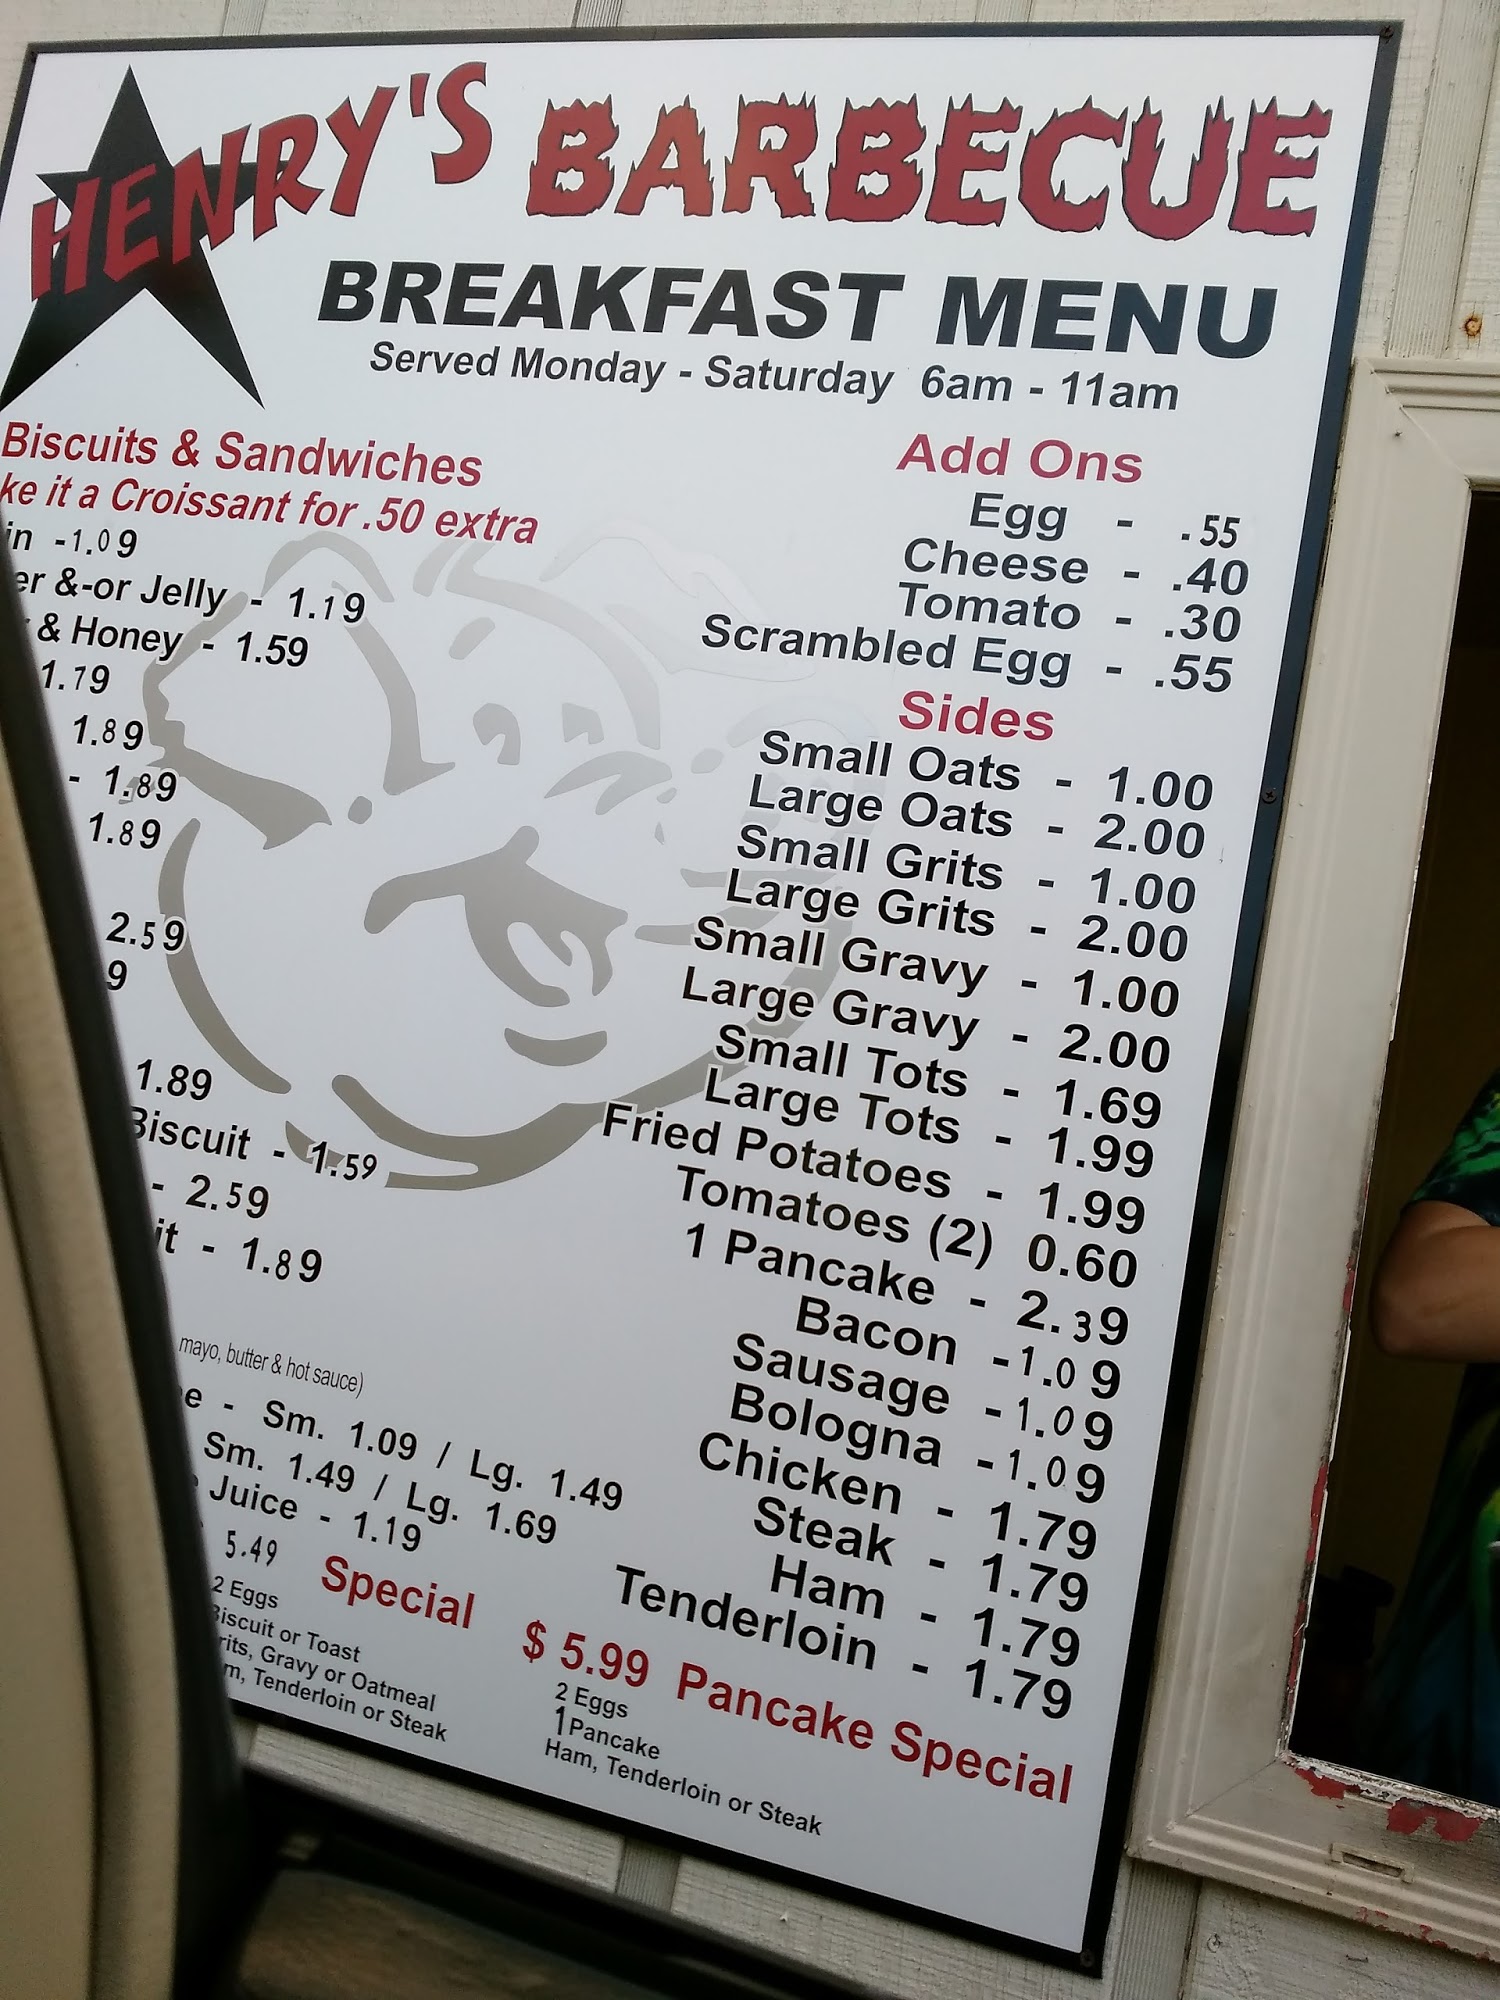 HENRY'S BARBECUE
BREAKFAST MENU
Served Monday - Saturday 6am - 11am
Biscuits & Sandwiches
it a Croissant for .50 extra
-1.09
&-or Jelly - 1.19
& Honey - 1.59
1.79
1.89
- 1.89
1.89
2.59
9
1.89
Biscuit - 1.59
- 2.59
- 1.89
mayo, butter & hot sauce)
- Sm. 1.09 / Lg. 1.49
Sm. 1.49 / Lg. 1.69
Juice - 1.19
5.49 Special
2 Eggs
Biscuit or Toast
Gravy or Oatmeal
Tenderloin or Steak
Add Ons
Egg - .55
Cheese - .40
Tomato - .30
Scrambled Egg - .55
Sides
Small Oats - 1.00
Large Oats - 2.00
Small Grits - 1.00
Large Grits - 2.00
Small Gravy - 1.00
Large Gravy - 2.00
Small Tots - 1.69
Large Tots - 1.99
Fried Potatoes - 1.99
Tomatoes (2) 0.60
1 Pancake - 2.39
Bacon -1.09
Sausage -1.09
Bologna -1.09
Chicken - 1.79
Steak - 1.79
Ham - 1.79
Tenderloin - 1.79
$ 5.99 Pancake Special
2 Eggs
1 Pancake
Ham, Tenderloin or Steak